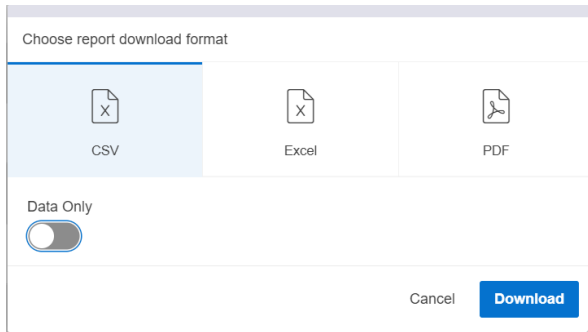 Choose report download format
CSV
Excel
PDF
Data Only
Cancel
Download